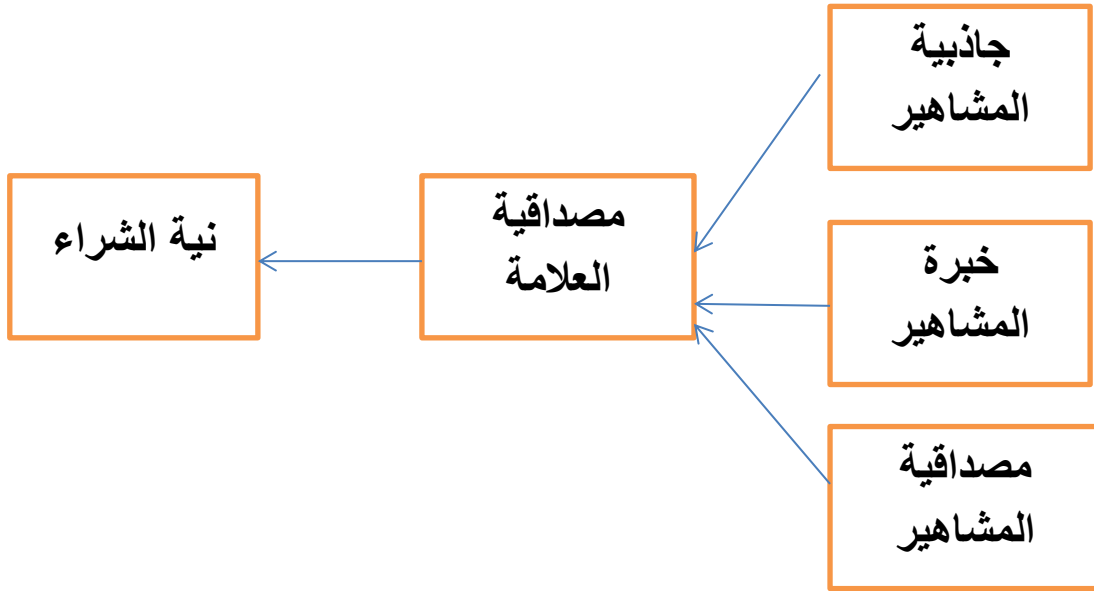 جاذبية
المشاهير
خبرة
المشاهير
مصداقية
المشاهير
مصداقية
العلامة
نية الشراء